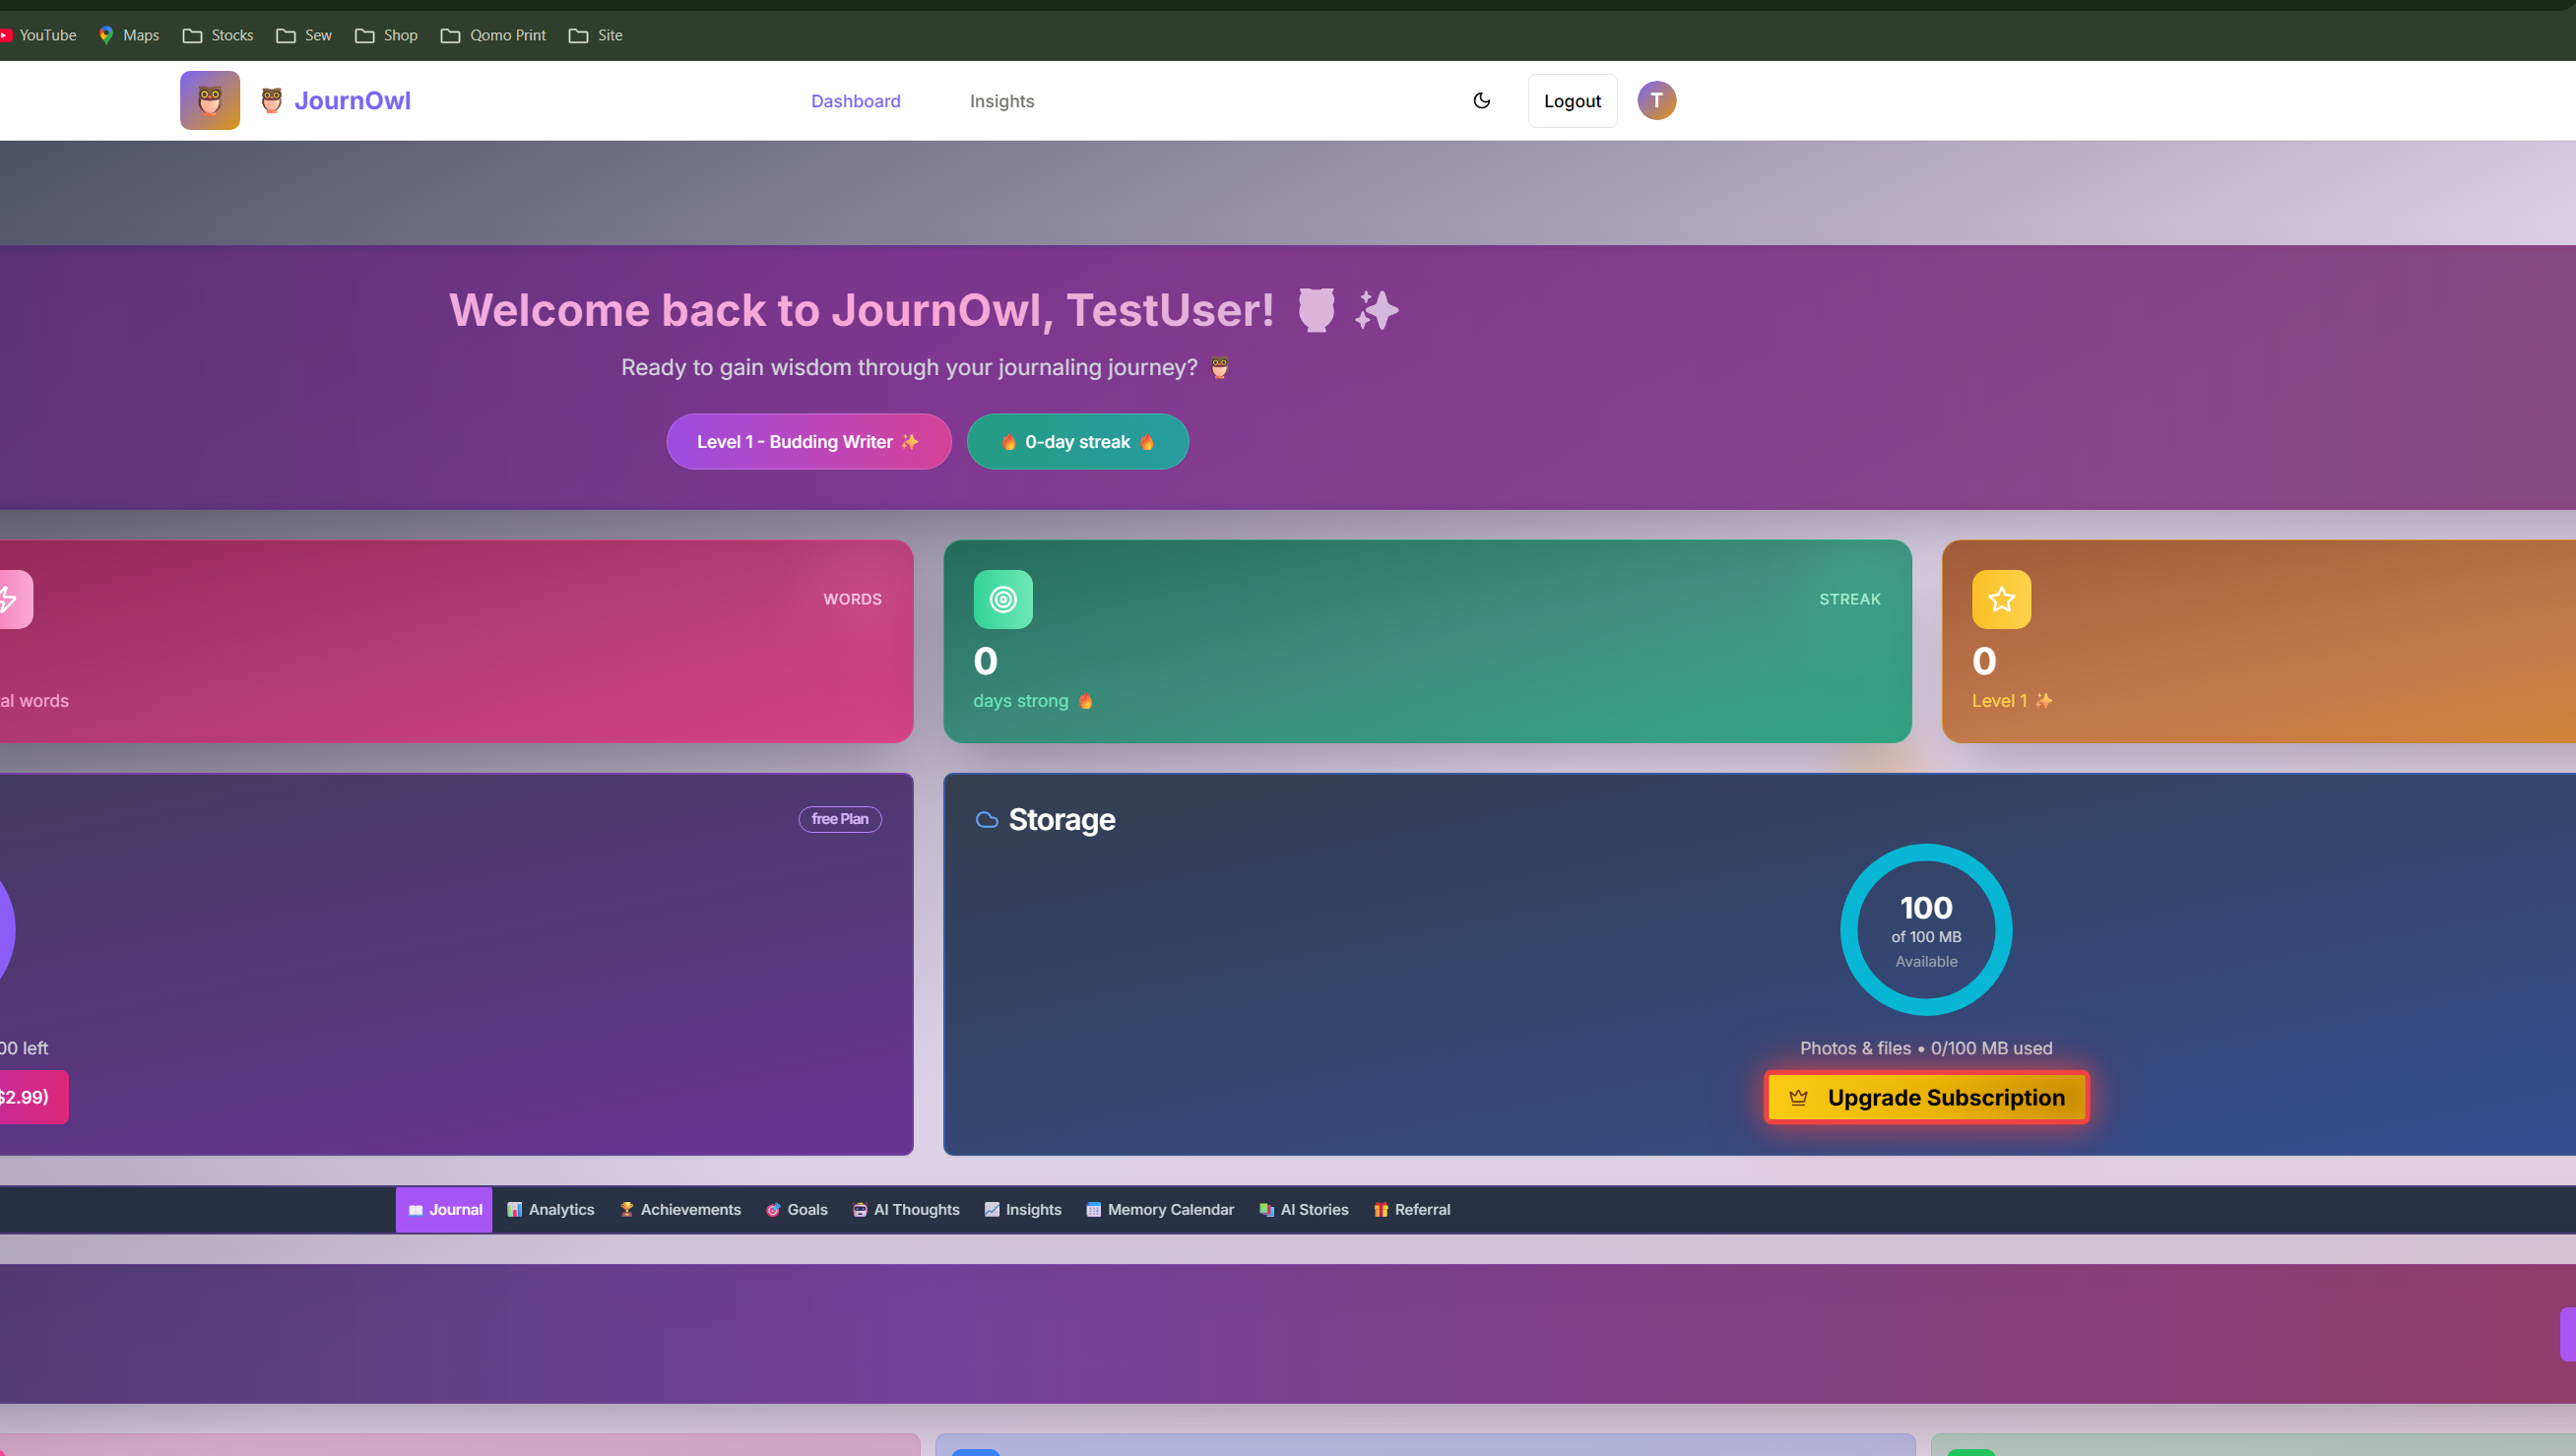 YouTube Maps Stocks Sew Shop Qomo Print Site
JournOwl Dashboard Insights Logout T
Welcome back to JournOwl, TestUser!
Ready to gain wisdom through your journaling journey?
Level 1 - Budding Writer 0-day streak
WORDS STREAK
0 0
al words days strong Level 1
free Plan Storage
100
of 100 MB
Available
00 left Photos & files • 0/100 MB used
$2.99) Upgrade Subscription
Journal Analytics Achievements Goals AI Thoughts Insights Memory Calendar AI Stories Referral